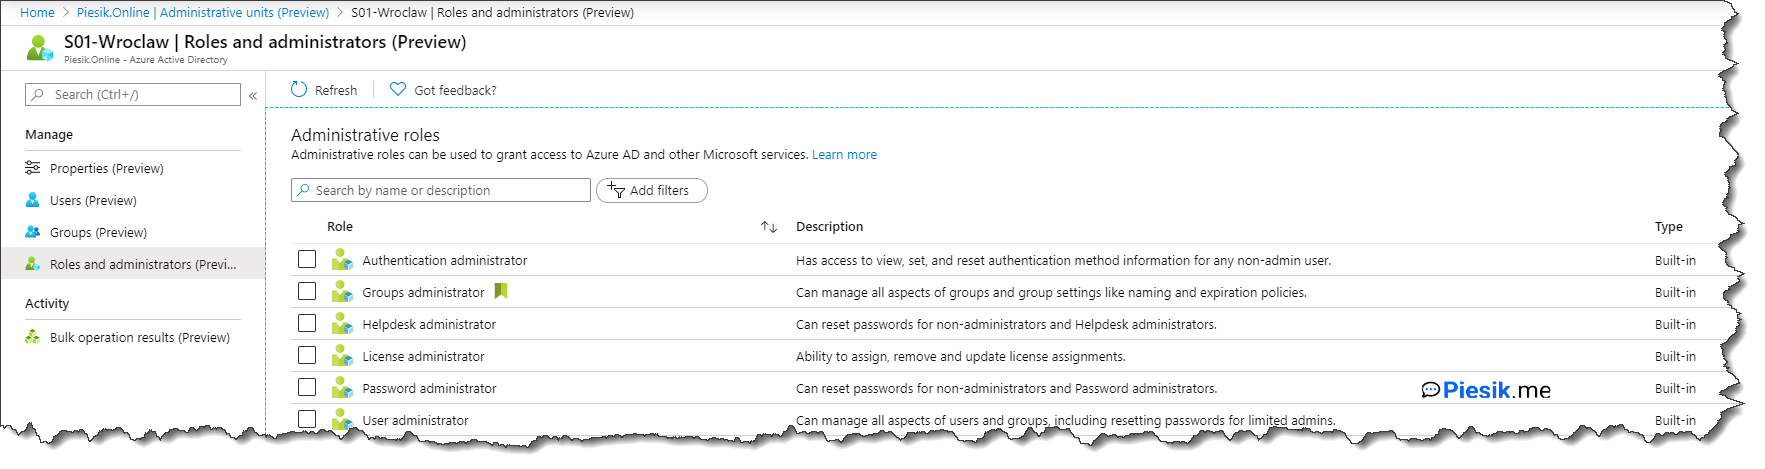 Home > Piesik.Online | Administrative units (Preview) > S01-Wroclaw | Roles and administrators (Preview)
S01-Wroclaw | Roles and administrators (Preview)
Piesik.Online - Azure Active Directory
Search (Ctrl+/) «
Refresh
Got feedback?
Manage
Properties (Preview)
Users (Preview)
Groups (Preview)
Roles and administrators (Previ...
Activity
Bulk operation results (Preview)
Administrative roles
Administrative roles can be used to grant access to Azure AD and other Microsoft services. Learn more
Search by name or description
Add filters
Role ↑↓ Description Type
Authentication administrator Has access to view, set, and reset authentication method information for any non-admin user. Built-in
Groups administrator Can manage all aspects of groups and group settings like naming and expiration policies. Built-in
Helpdesk administrator Can reset passwords for non-administrators and Helpdesk administrators. Built-in
License administrator Ability to assign, remove and update license assignments. Built-in
Password administrator Can reset passwords for non-administrators and Password administrators. Built-in
Piesik.me
User administrator Can manage all aspects of users and groups, including resetting passwords for limited admins. Built-in